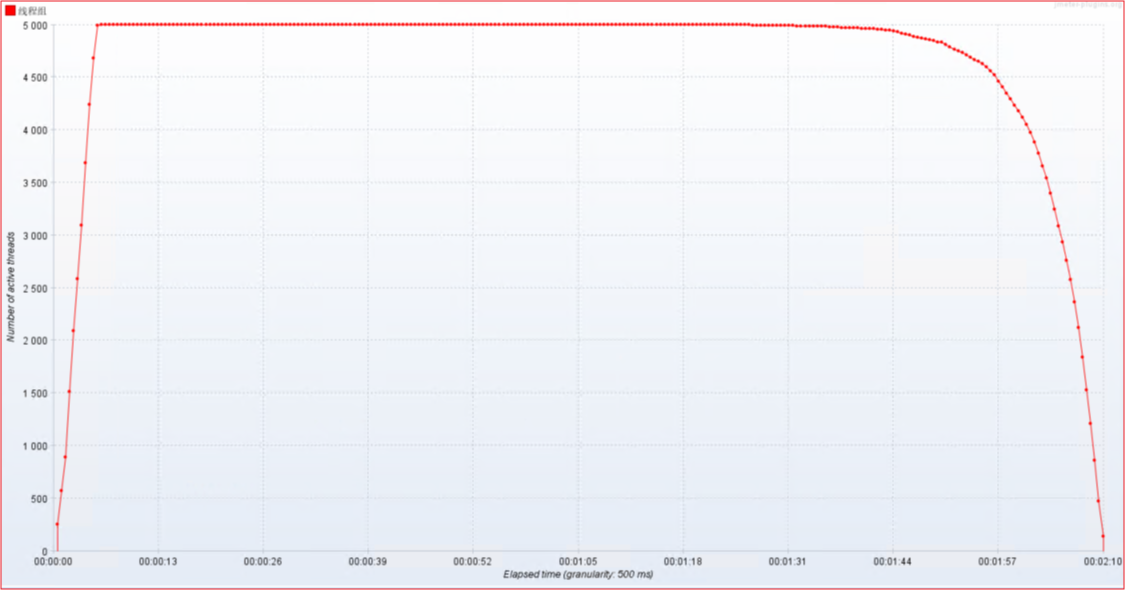 线程组
jmeter-plugins.org
5 000
4 500
4 000
3 500
3 000
2 500
2 000
1 500
1 000
500
0
Number of active threads
00:00:00 00:00:13 00:00:26 00:00:39 00:00:52 00:01:05 00:01:18 00:01:31 00:01:44 00:01:57 00:02:10
Elapsed time (granularity: 500 ms)